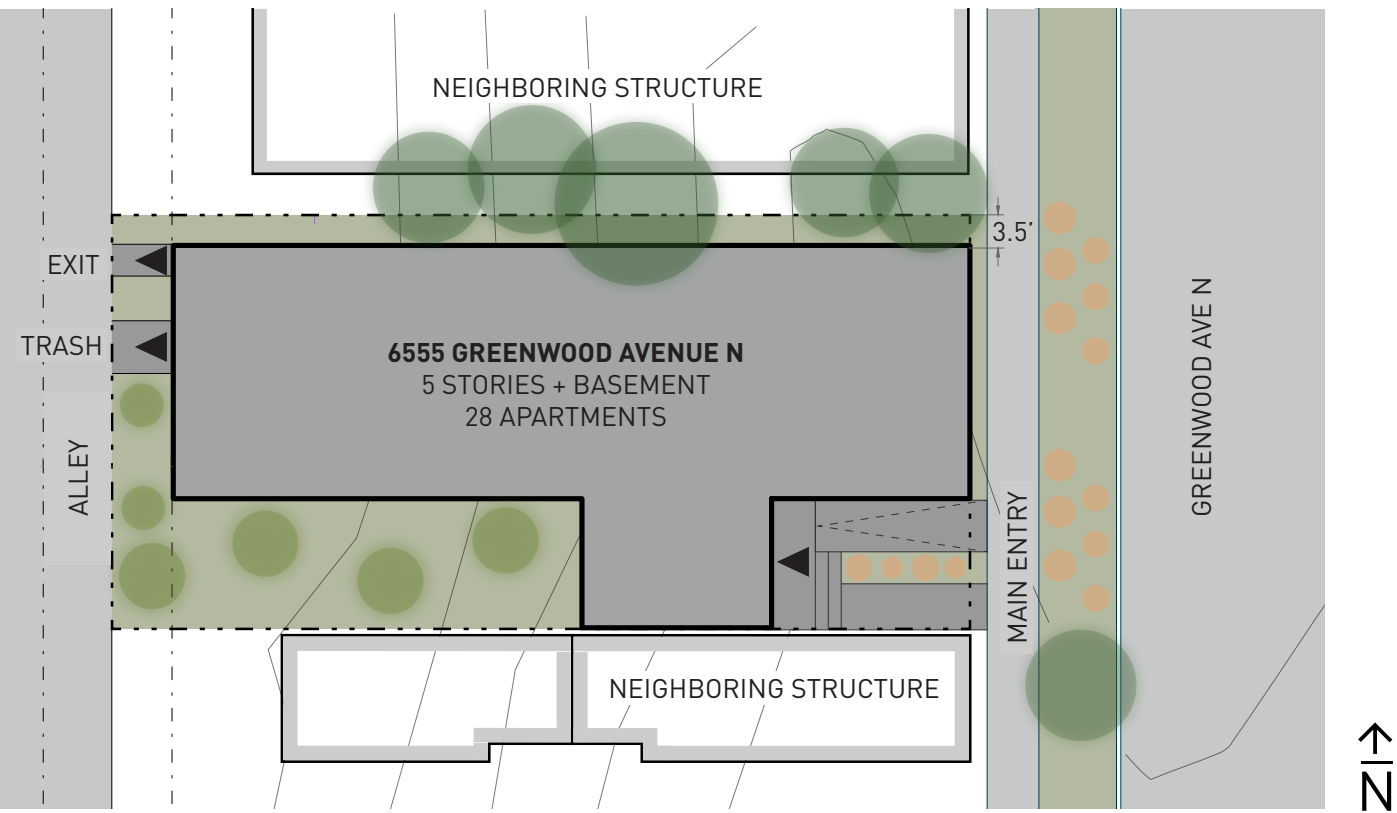 NEIGHBORING STRUCTURE
3.5’
EXIT
TRASH
6555 GREENWOOD AVENUE N
5 STORIES + BASEMENT
28 APARTMENTS
ALLEY
MAIN ENTRY
GREENWOOD AVE N
NEIGHBORING STRUCTURE
N